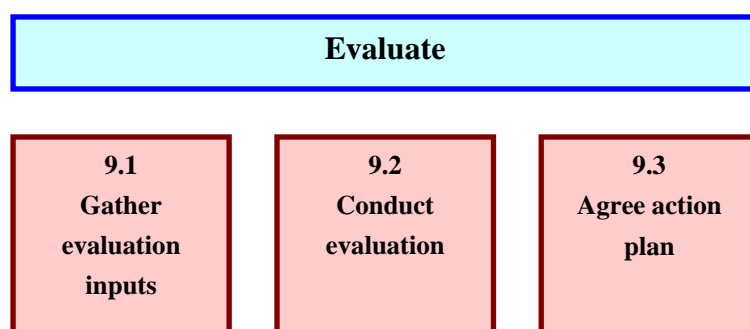 Evaluate
9.1
Gather
evaluation
inputs
9.2
Conduct
evaluation
9.3
Agree action
plan